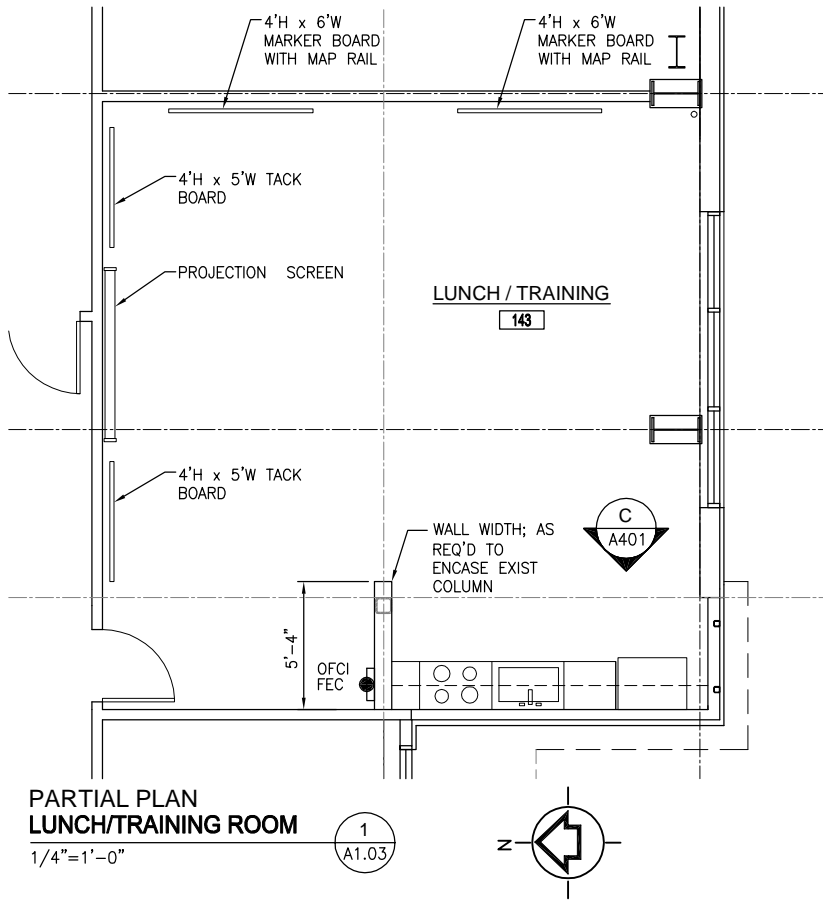 4'H x 6'W
MARKER BOARD
WITH MAP RAIL
4'H x 6'W
MARKER BOARD
WITH MAP RAIL
4'H x 5'W TACK
BOARD
PROJECTION SCREEN
LUNCH / TRAINING
143
4'H x 5'W TACK
BOARD
WALL WIDTH; AS
REQ'D TO
ENCASE EXIST
COLUMN
C
A401
5'-4"
OFCI
FEC
PARTIAL PLAN
LUNCH/TRAINING ROOM
1/4"=1'-0"
1
A1.03
N